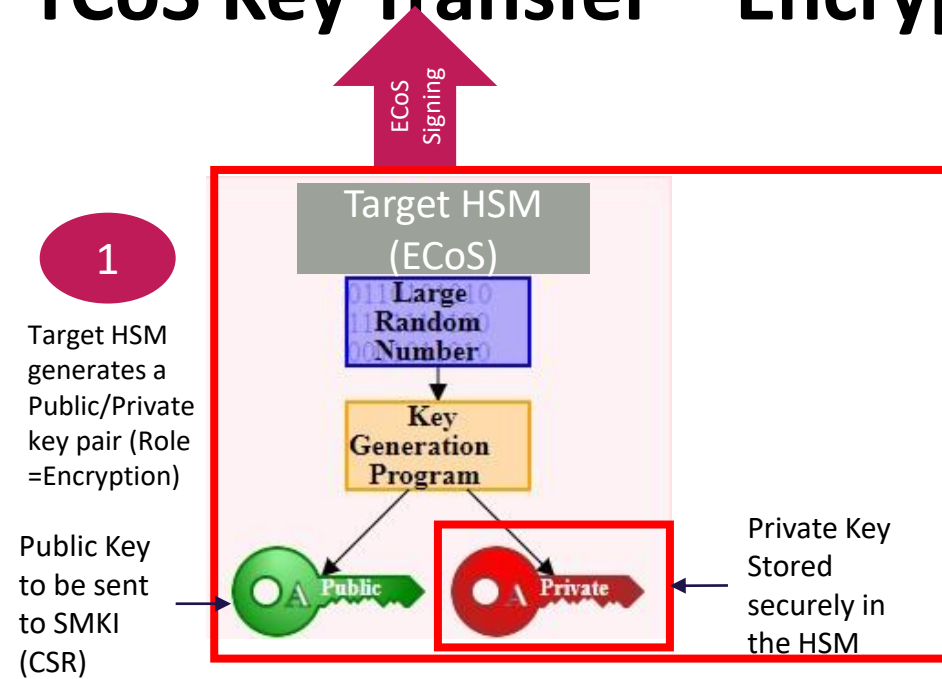 Key Transfer
ECoS
Signing
Target HSM
(ECoS)
1
Large
Random
Number
Target HSM
generates a
Public/Private
key pair (Role
=Encryption)
Key
Generation
Program
Public Key
to be sent
to SMKI
(CSR)
Public
A
Private
A
Private Key
Stored
securely in
the HSM